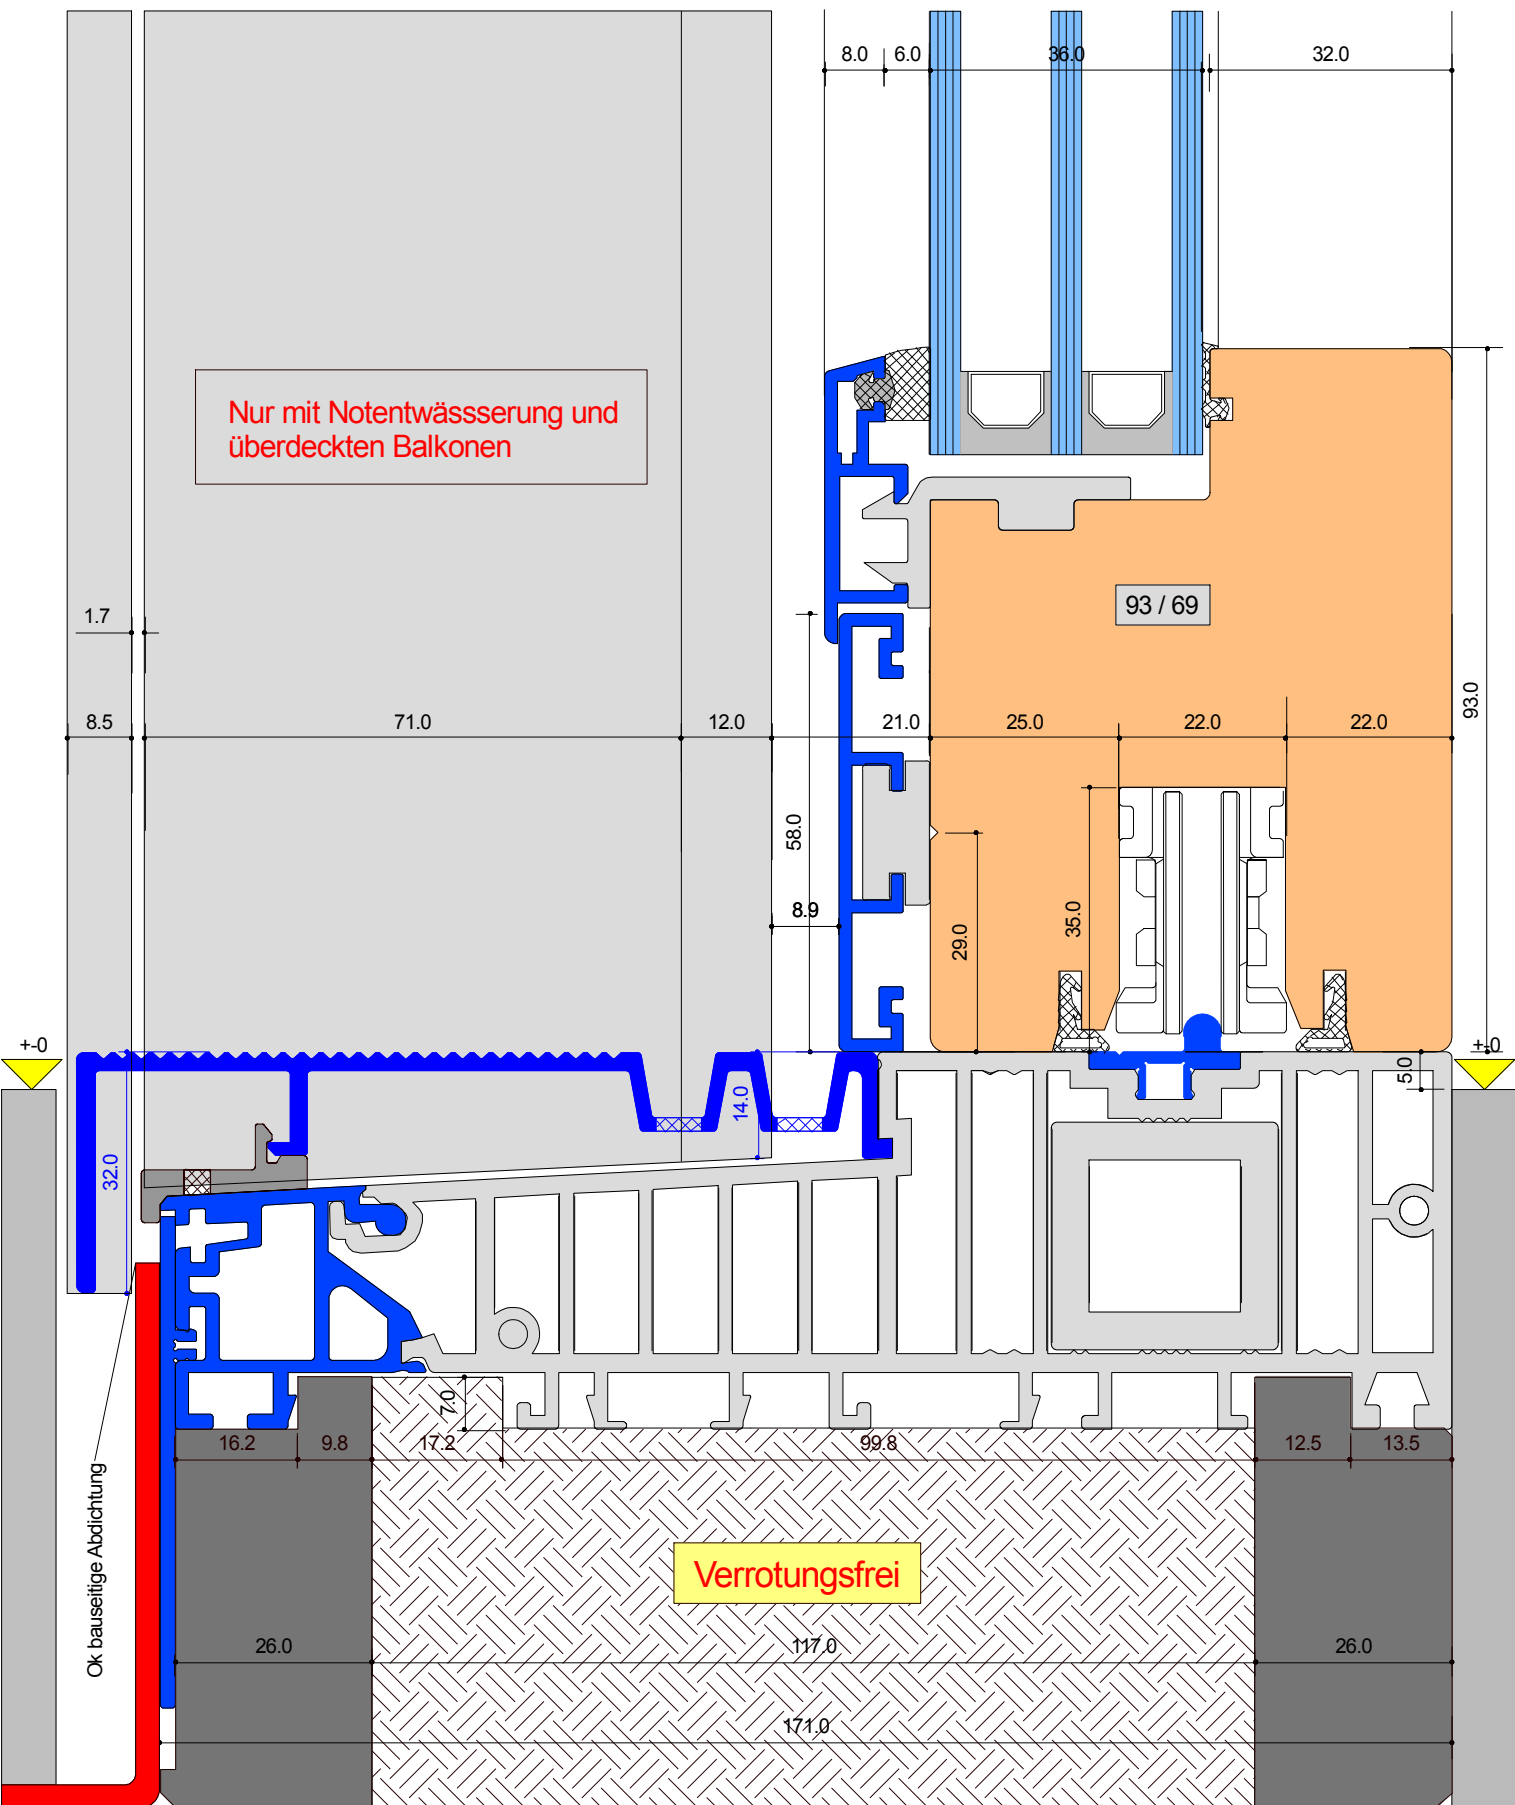 8.0 6.0 36.0 32.0
Nur mit Notentwässserung und
überdeckten Balkonen
93 / 69
1.7
8.5 71.0 12.0 21.0 25.0 22.0 22.0
93.0
58.0
8.9
29.0
35.0
+-0
+-0
5.0
14.0
32.0
7.0
16.2 9.8 17.2 99.8 12.5 13.5
Ok bauseitige Abdichtung
Verrotungsfrei
26.0 117.0 26.0
171.0